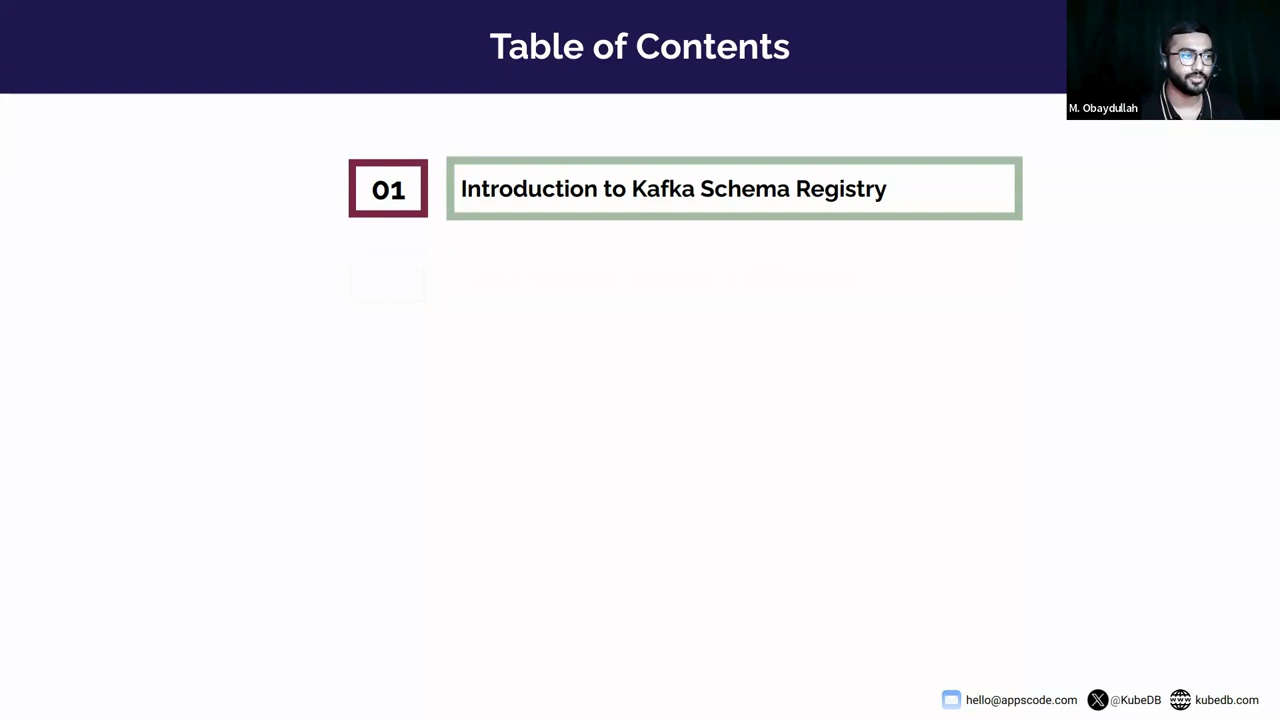 Table of Contents
M. Obaydullah
01
Introduction to Kafka Schema Registry
hello@appscode.com
@KubeDB
kubedb.com